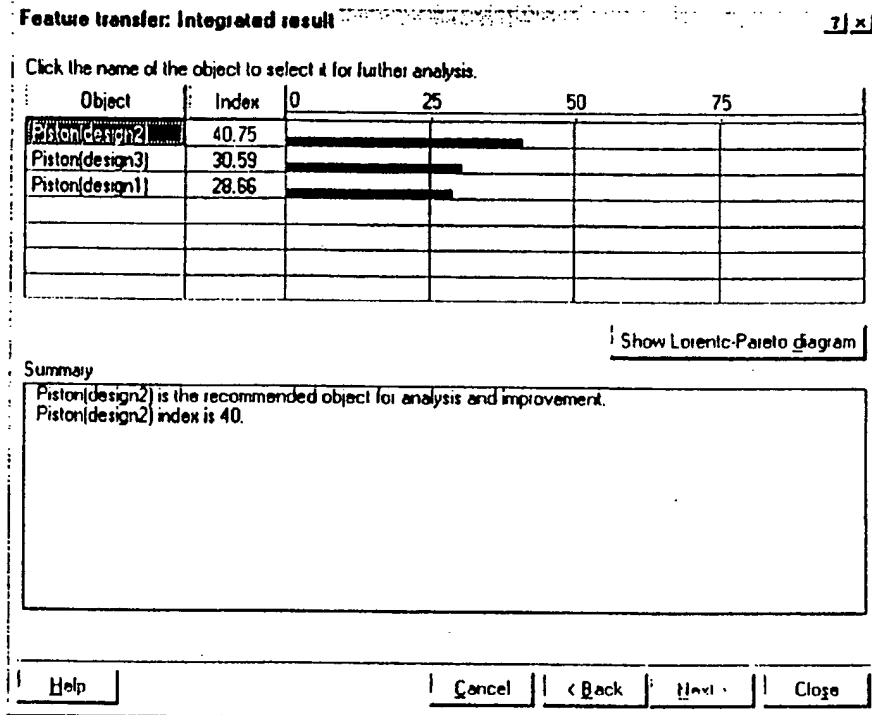 Feature transfer: Integrated result
? ×
Click the name of the object to select it for further analysis.
Object Index 0 25 50 75
Piston(design2) 40.75
Piston(design3) 30.59
Piston(design1) 28.66
Show Lorentc-Pareto diagram
Summary
Piston(design2) is the recommended object for analysis and improvement.
Piston(design2) index is 40.
Help Cancel < Back Next > Close